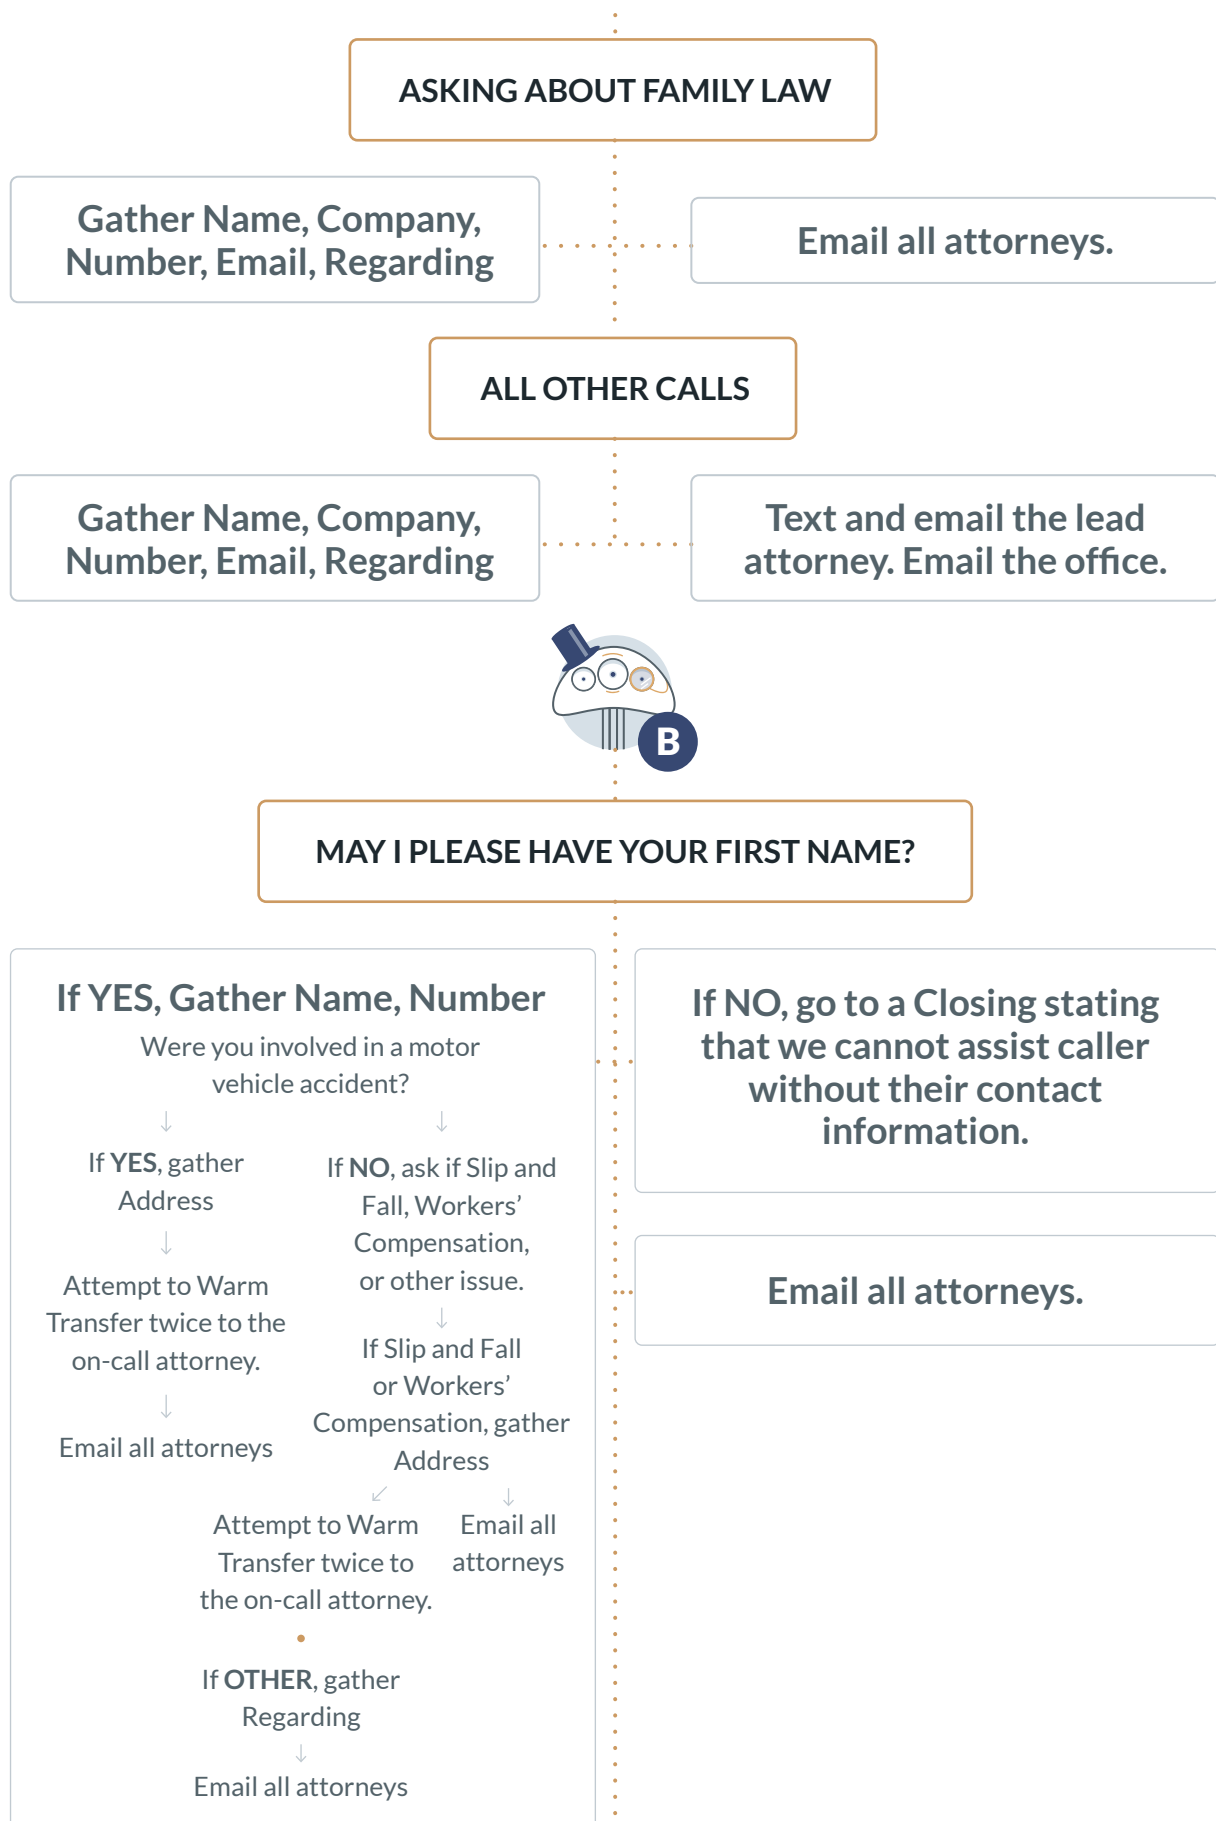 ASKING ABOUT FAMILY LAW
Gather Name, Company,
Number, Email, Regarding
Email all attorneys.
ALL OTHER CALLS
Gather Name, Company,
Number, Email, Regarding
Text and email the lead
attorney. Email the office.
B
MAY I PLEASE HAVE YOUR FIRST NAME?
If YES, Gather Name, Number
Were you involved in a motor
vehicle accident?
If YES, gather
Address
Attempt to Warm
Transfer twice to the
on-call attorney.
Email all attorneys
If NO, ask if Slip and
Fall, Workers’
Compensation,
or other issue.
If Slip and Fall
or Workers’
Compensation, gather
Address
Attempt to Warm
Transfer twice to
the on-call attorney.
Email all
attorneys
If OTHER, gather
Regarding
Email all attorneys
If NO, go to a Closing stating
that we cannot assist caller
without their contact
information.
Email all attorneys.